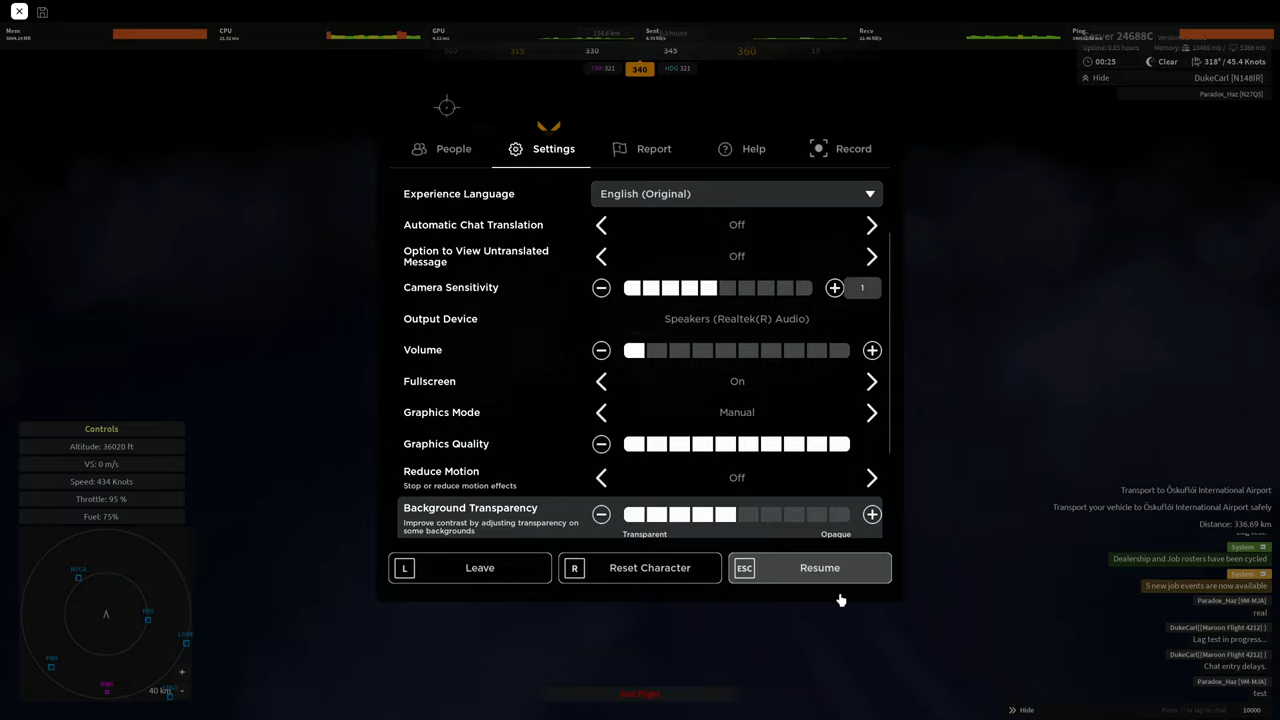 Mem
CPU
GPU
Sent
Recv
Ping
315
330
345
360
15
TRK 321
340
HDG 321
318° / 45.4 Knots
00:25
Clear
Hide
DukeCarl [N148IR]
Paradox_Haz [N27QS]
People
Settings
Report
Help
Record
Experience Language
English (Original)
Automatic Chat Translation
Off
Option to View Untranslated
Message
Off
Camera Sensitivity
1
Output Device
Speakers (Realtek(R) Audio)
Volume
Fullscreen
On
Graphics Mode
Manual
Graphics Quality
Reduce Motion
Stop or reduce motion effects
Off
Background Transparency
Improve contrast by adjusting transparency on
some backgrounds
Transparent
Opaque
L
Leave
R
Reset Character
ESC
Resume
Controls
Altitude: 36020 ft
VS: 0 m/s
Speed: 434 Knots
Throttle: 95 %
Fuel: 75%
NTCA
40 km
+
-
End Flight
Transport to Öskuflói International Airport
Transport your vehicle to Öskuflói International Airport safely
Distance: 336.69 km
System
Dealership and Job rosters have been cycled
System
5 new job events are now available
Paradox_Haz [9M-MJA]
real
DukeCarl[[Maroon Flight 4212] ]
Lag test in progress...
DukeCarl[[Maroon Flight 4212] ]
Chat entry delays.
Paradox_Haz [9M-MJA]
test
Hide
10000